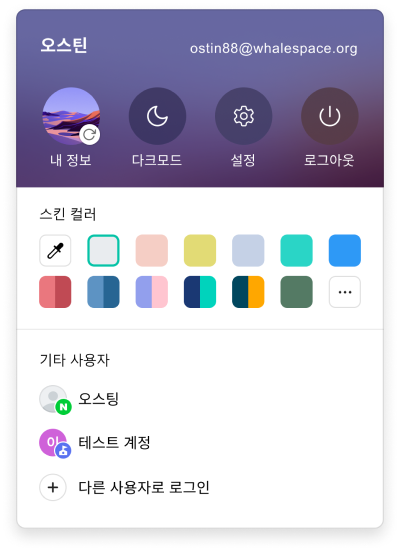 오스틴
ostin88@whalespace.org
내 정보
다크모드
설정
로그아웃
스킨 컬러
기타 사용자
N
오스팅
이
테스트 계정
다른 사용자로 로그인